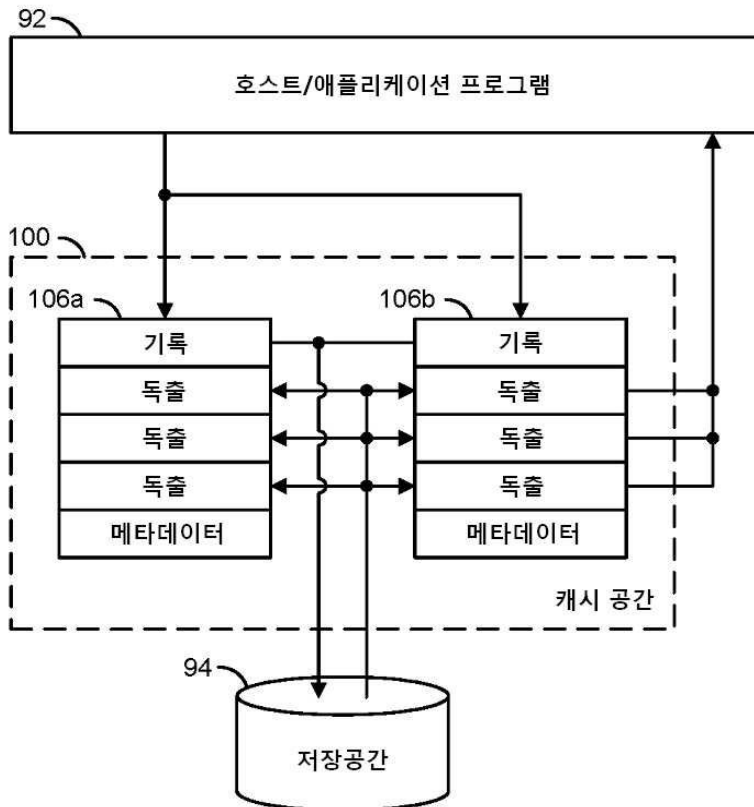 92
호스트/애플리케이션 프로그램
100
106a
106b
기록
기록
독출
독출
독출
독출
독출
독출
메타데이터
메타데이터
캐시 공간
94
저장공간